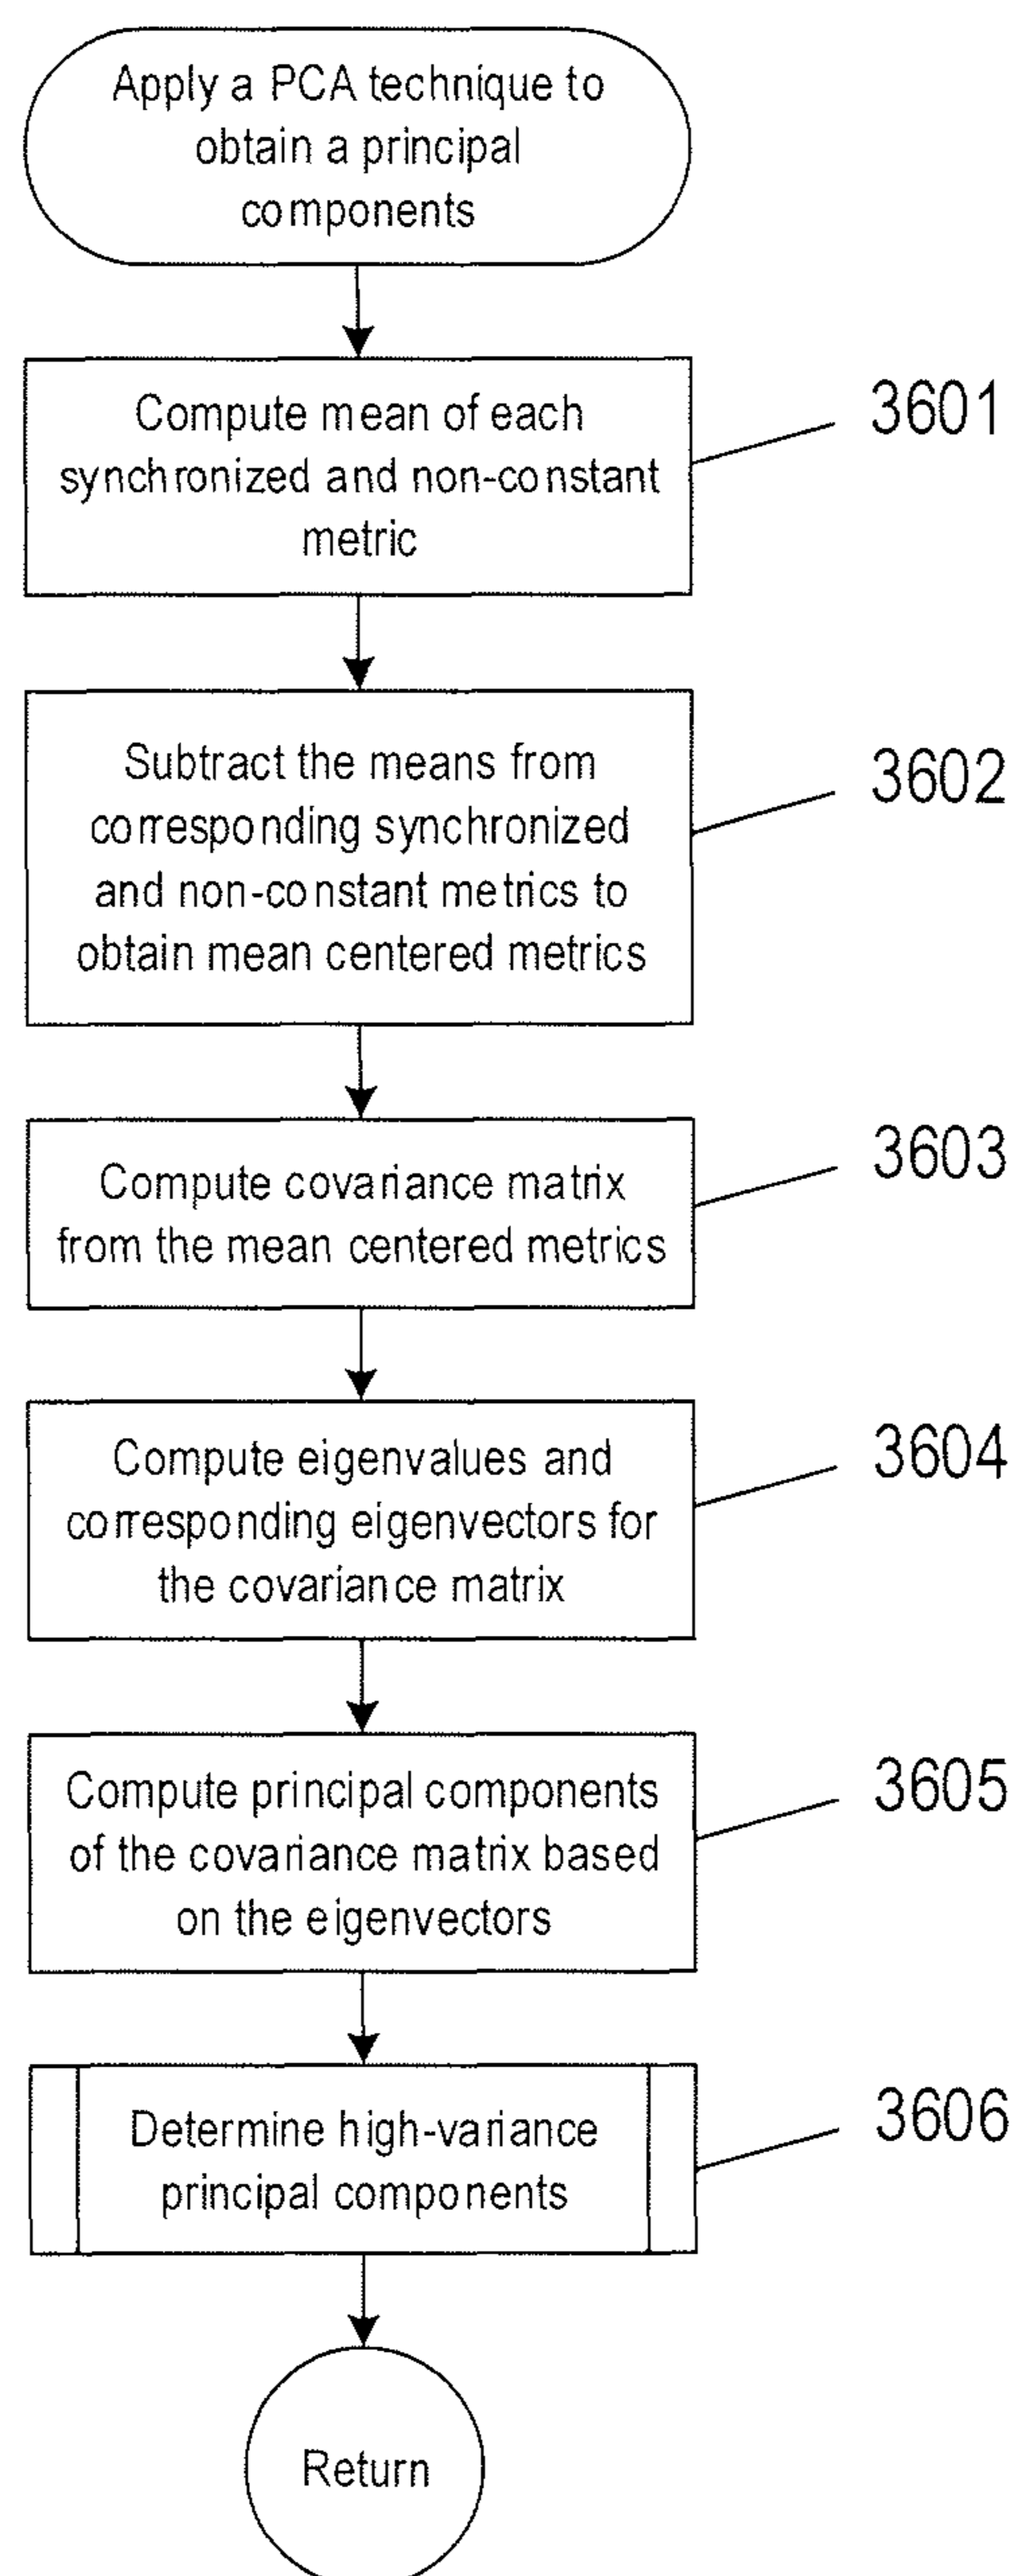 Apply a PCA technique to
obtain a principal
components
Compute mean of each
synchronized and non-constant
metric
3601
Subtract the means from
corresponding synchronized
and non-constant metrics to
obtain mean centered metrics
3602
Compute covariance matrix
from the mean centered metrics
3603
Compute eigenvalues and
corresponding eigenvectors for
the covariance matrix
3604
Compute principal components
of the covariance matrix based
on the eigenvectors
3605
Determine high-variance
principal components
3606
Return